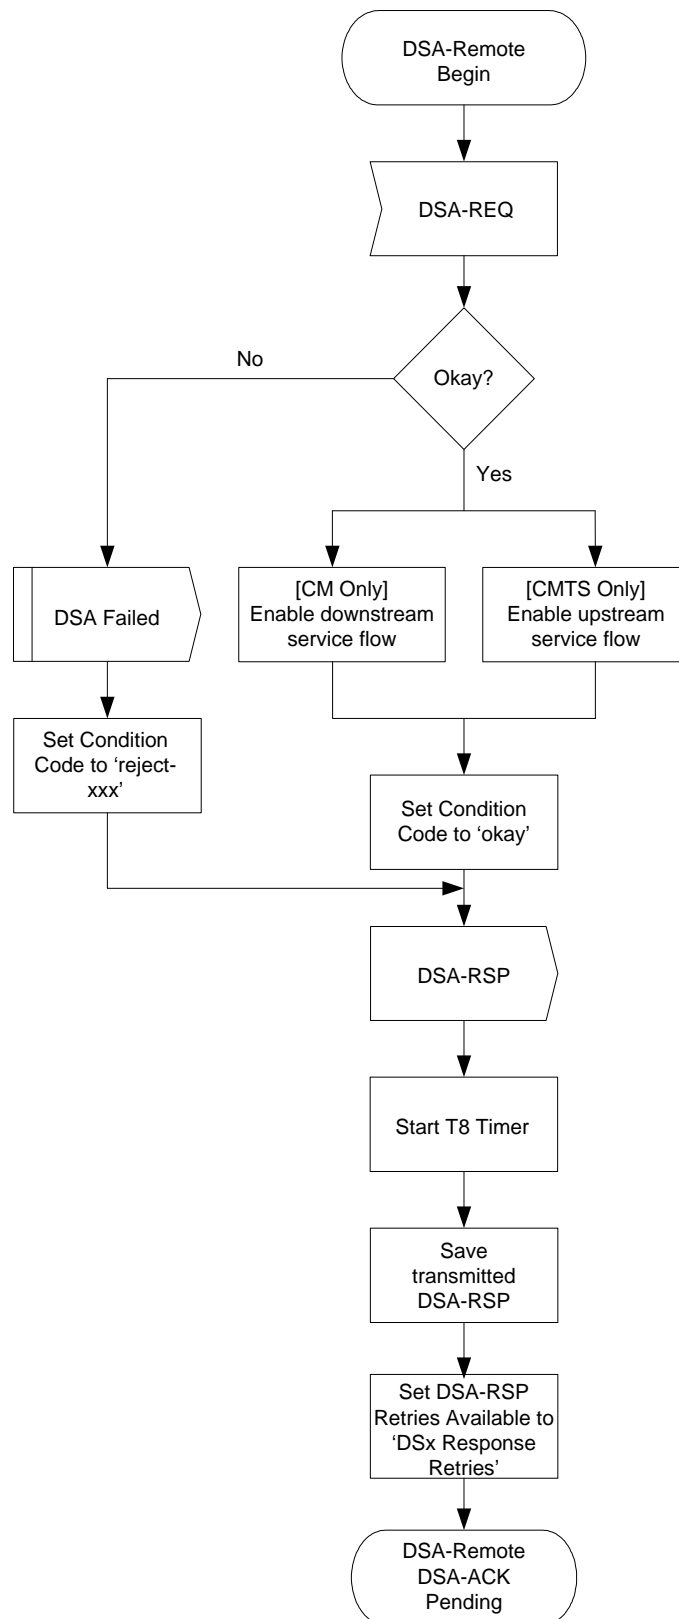 DSA-Remote
Begin
DSA-REQ
Okay?
No
Yes
DSA Failed
[CM Only]
Enable downstream
service flow
[CMTS Only]
Enable upstream
service flow
Set Condition
Code to ‘reject-
xxx’
Set Condition
Code to ‘okay’
DSA-RSP
Start T8 Timer
Save
transmitted
DSA-RSP
Set DSA-RSP
Retries Available to
‘DSx Response
Retries’
DSA-Remote
DSA-ACK
Pending